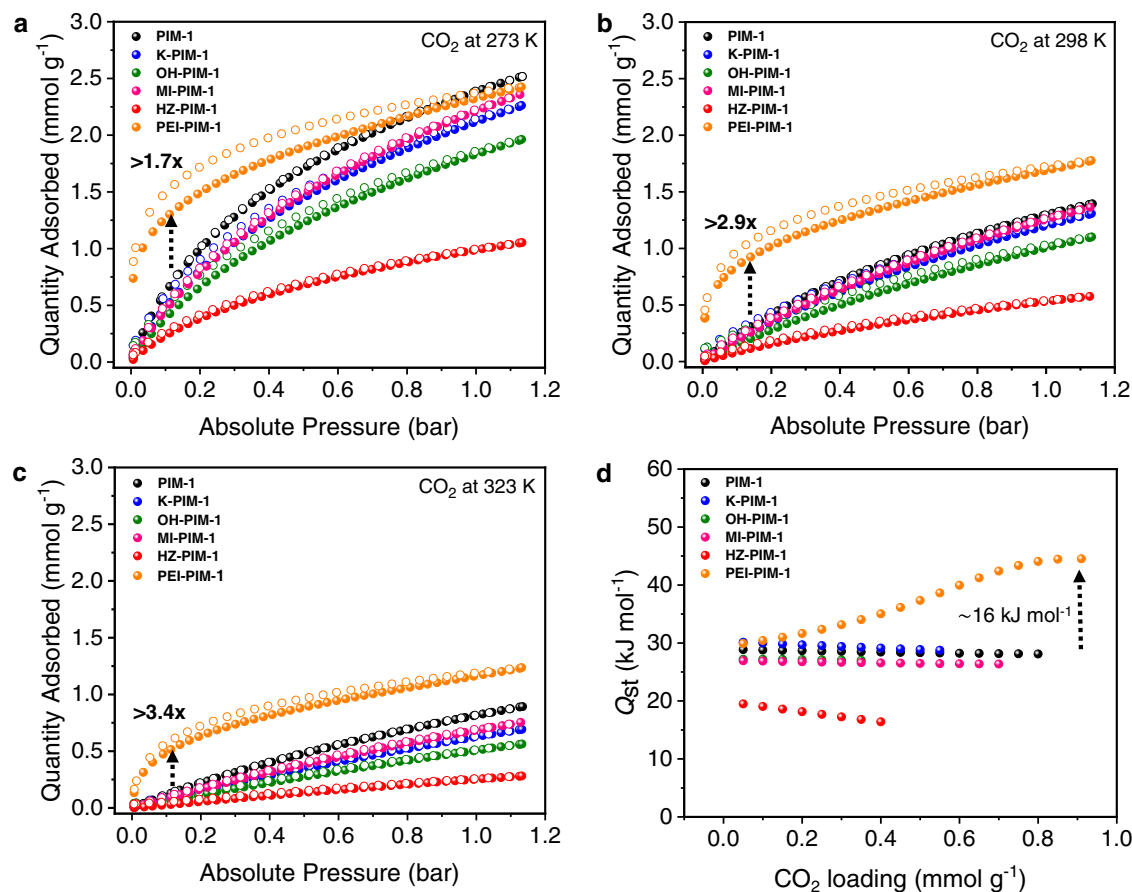 a
CO₂ at 273 K
PIM-1
K-PIM-1
OH-PIM-1
MI-PIM-1
HZ-PIM-1
PEI-PIM-1
>1.7x
3.0
2.5
2.0
1.5
1.0
0.5
0.0
0.0 0.2 0.4 0.6 0.8 1.0 1.2
Quantity Adsorbed (mmol g⁻¹)
Absolute Pressure (bar)
b
CO₂ at 298 K
PIM-1
K-PIM-1
OH-PIM-1
MI-PIM-1
HZ-PIM-1
PEI-PIM-1
>2.9x
3.0
2.5
2.0
1.5
1.0
0.5
0.0
0.0 0.2 0.4 0.6 0.8 1.0 1.2
Quantity Adsorbed (mmol g⁻¹)
Absolute Pressure (bar)
c
CO₂ at 323 K
PIM-1
K-PIM-1
OH-PIM-1
MI-PIM-1
HZ-PIM-1
PEI-PIM-1
>3.4x
3.0
2.5
2.0
1.5
1.0
0.5
0.0
0.0 0.2 0.4 0.6 0.8 1.0 1.2
Quantity Adsorbed (mmol g⁻¹)
Absolute Pressure (bar)
d
PIM-1
K-PIM-1
OH-PIM-1
MI-PIM-1
HZ-PIM-1
PEI-PIM-1
~16 kJ mol⁻¹
60
50
40
30
20
10
0
0.0 0.2 0.4 0.6 0.8 1.0
Qst (kJ mol⁻¹)
CO₂ loading (mmol g⁻¹)